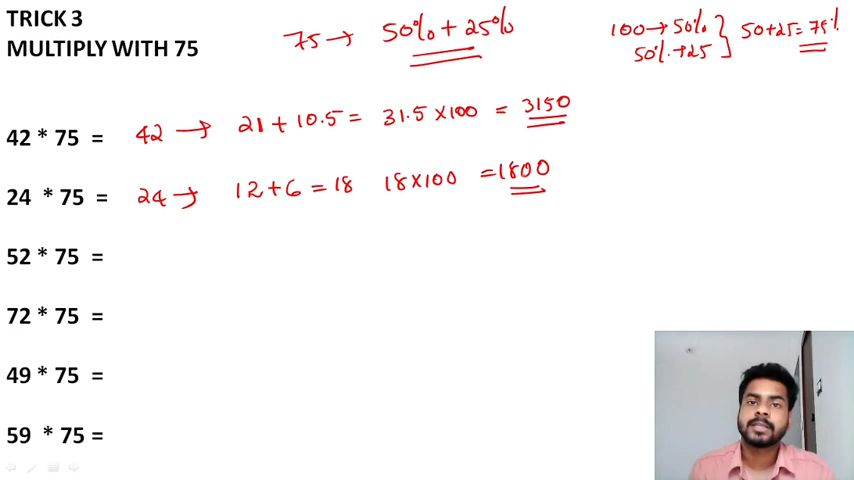 TRICK 3
MULTIPLY WITH 75
75 → 50% + 25%
100 → 50%
50% → 25
50+25 = 75%
42 * 75 = 42 → 21 + 10.5 = 31.5 ×100 = 3150
24 * 75 = 24 → 12 + 6 = 18 18×100 = 1800
52 * 75 =
72 * 75 =
49 * 75 =
59 * 75 =